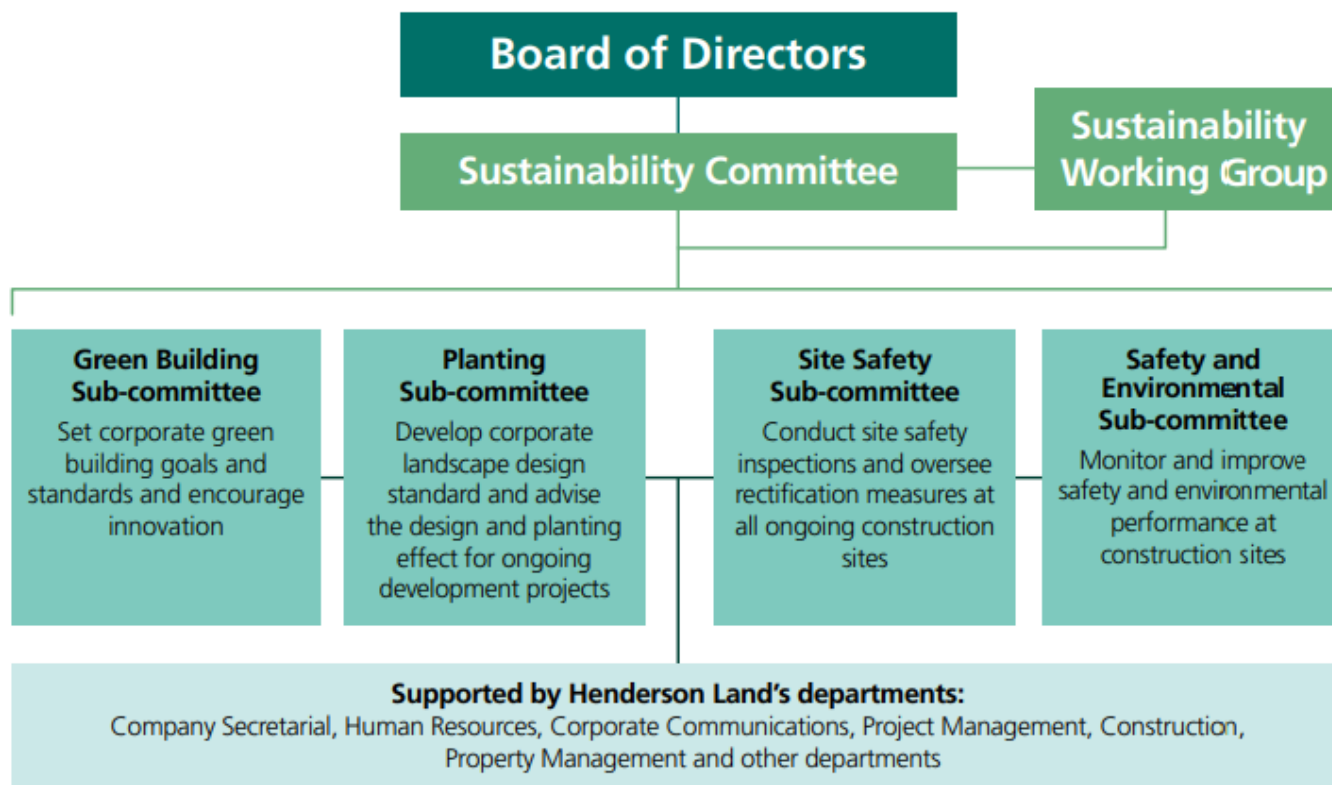 Board of Directors
Sustainability Committee
Sustainability
Working Group
Green Building
Sub-committee
Set corporate green
building goals and
standards and encourage
innovation
Planting
Sub-committee
Develop corporate
landscape design
standard and advise
the design and planting
effect for ongoing
development projects
Site Safety
Sub-committee
Conduct site safety
inspections and oversee
rectification measures at
all ongoing construction
sites
Safety and
Environmental
Sub-committee
Monitor and improve
safety and environmental
performance at
construction sites
Supported by Henderson Land's departments:
Company Secretarial, Human Resources, Corporate Communications, Project Management, Construction,
Property Management and other departments